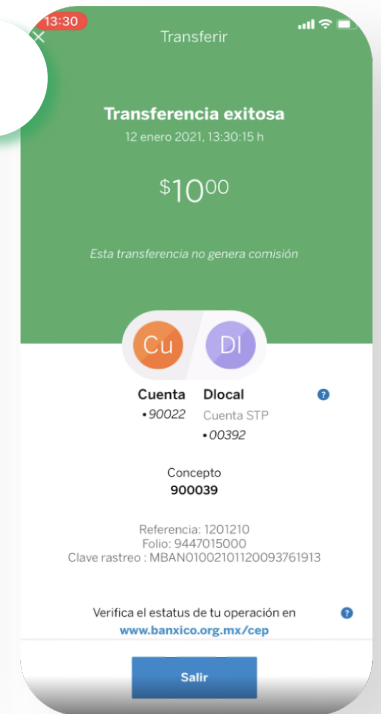 13:30
Transferir
Transferencia exitosa
12 enero 2021, 13:30:15 h
$1000
Esta transferencia no genera comisión
Cu
Dl
Cuenta Dlocal ?
•90022 Cuenta STP
•00392
Concepto
900039
Referencia: 1201210
Folio: 9447015000
Clave rastreo : MBAN01002101120093761913
Verifica el estatus de tu operación en ?
www.banxico.org.mx/cep
Salir